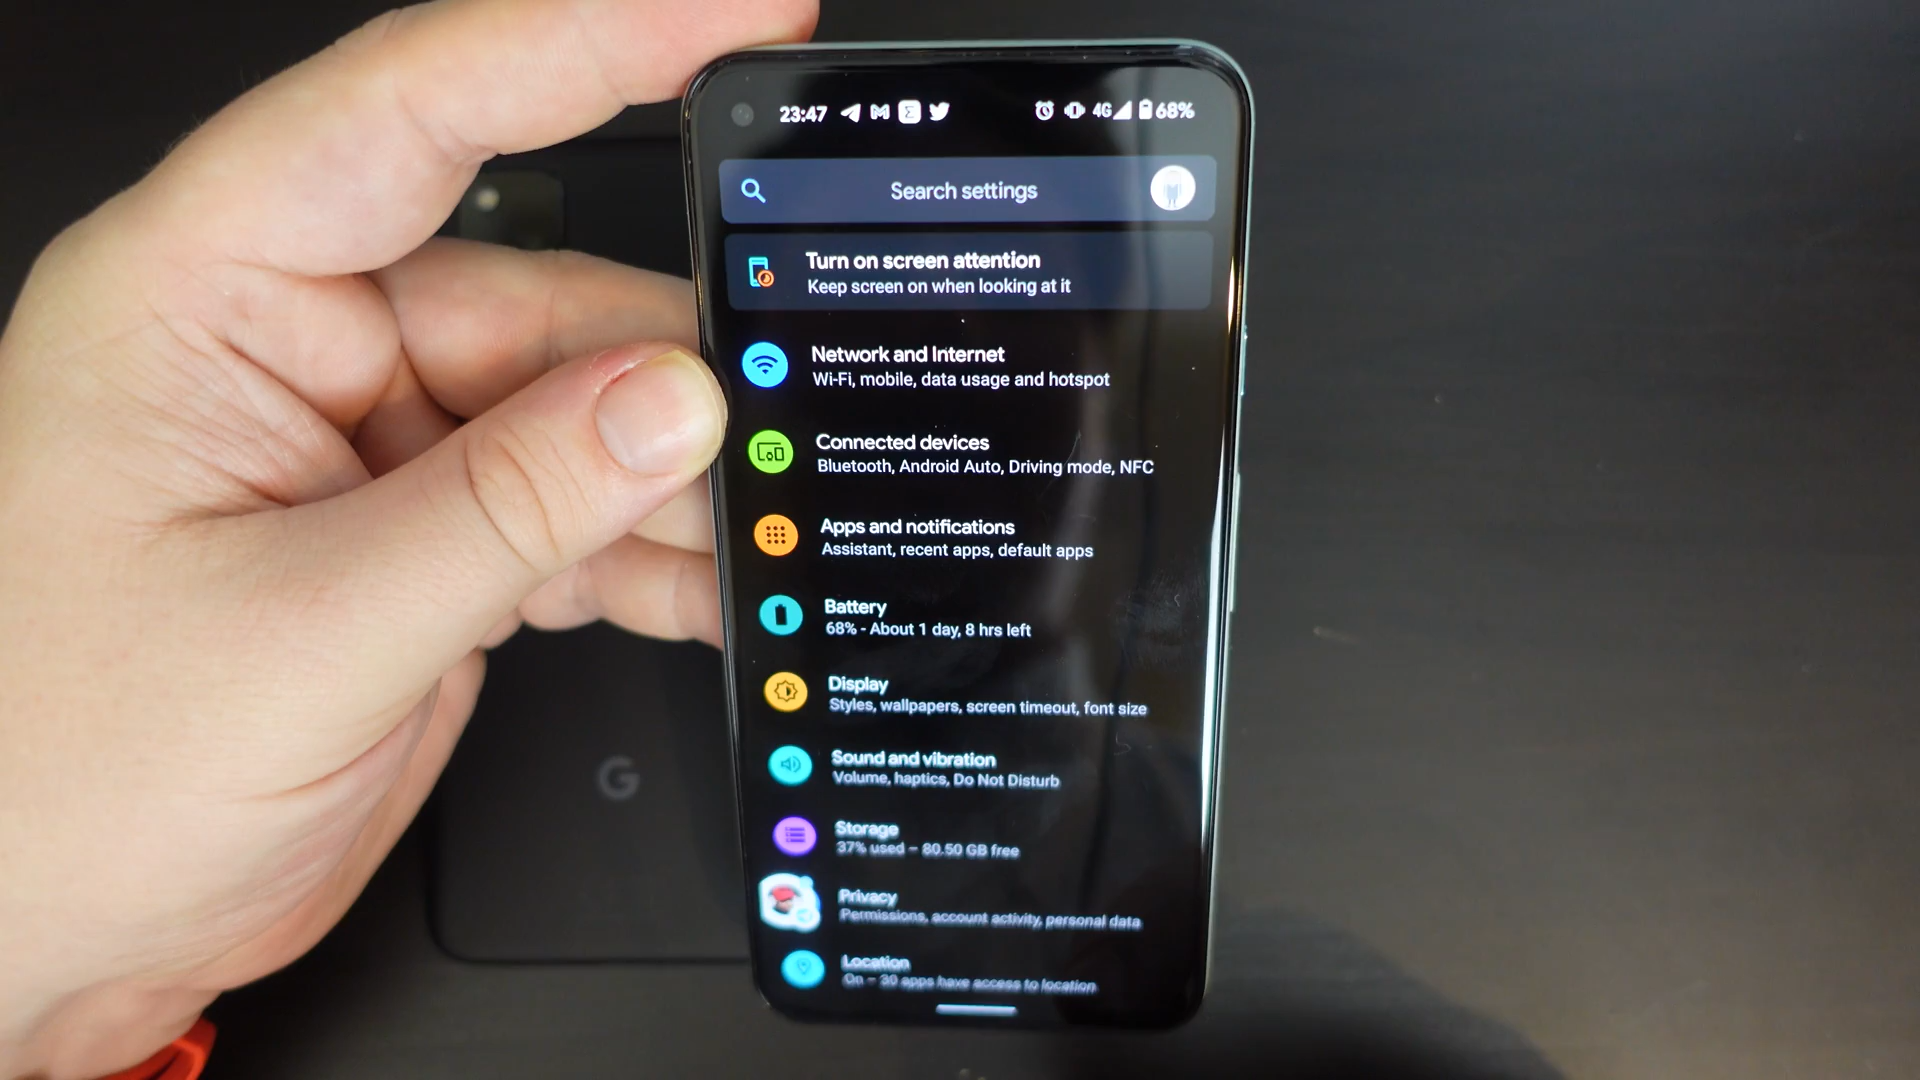 23:47 4G 68%
Search settings
Turn on screen attention
Keep screen on when looking at it
Network and Internet
Wi-Fi, mobile, data usage and hotspot
Connected devices
Bluetooth, Android Auto, Driving mode, NFC
Apps and notifications
Assistant, recent apps, default apps
Battery
68% - About 1 day, 8 hrs left
Display
Styles, wallpapers, screen timeout, font size
Sound and vibration
Volume, haptics, Do Not Disturb
Storage
37% used – 80.50 GB free
Privacy
Permissions, account activity, personal data
Location
On – 30 apps have access to location
G